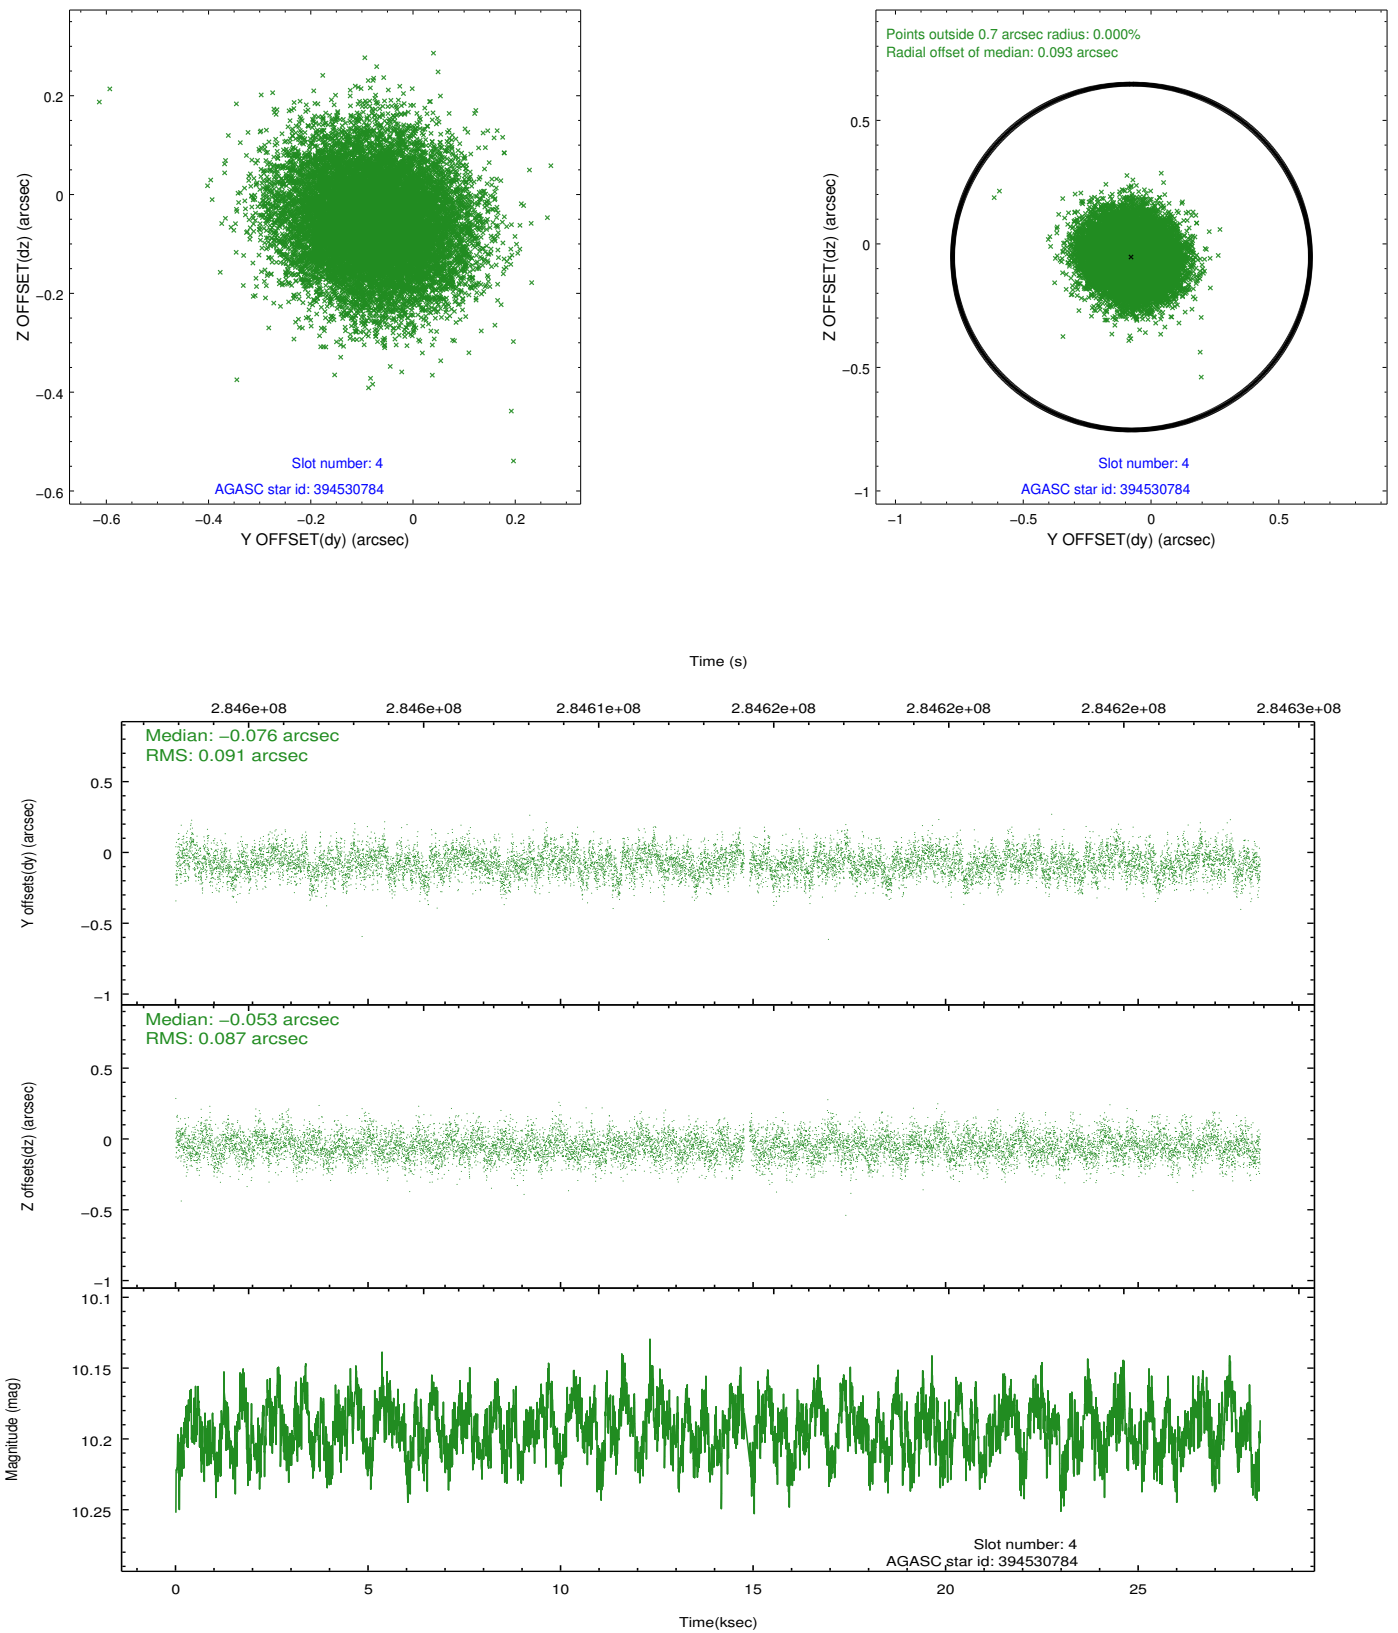 0.2
0
−0.2
−0.4
−0.6
Z OFFSET(dz) (arcsec)
Slot number: 4
AGASC star id: 394530784
−0.6
−0.4
−0.2
0
0.2
Y OFFSET(dy) (arcsec)
Points outside 0.7 arcsec radius: 0.000%
Radial offset of median: 0.093 arcsec
0.5
0
−0.5
−1
Z OFFSET(dz) (arcsec)
Slot number: 4
AGASC star id: 394530784
−1
−0.5
0
0.5
Y OFFSET(dy) (arcsec)
Time (s)
2.846e+08
2.846e+08
2.8461e+08
2.8462e+08
2.8462e+08
2.8462e+08
2.8463e+08
Median: −0.076 arcsec
RMS: 0.091 arcsec
0.5
0
−0.5
−1
Y offsets(dy) (arcsec)
Median: −0.053 arcsec
RMS: 0.087 arcsec
0.5
0
−0.5
−1
Z offsets(dz) (arcsec)
10.1
10.15
10.2
10.25
Magnitude (mag)
Slot number: 4
AGASC star id: 394530784
0
5
10
15
20
25
Time(ksec)